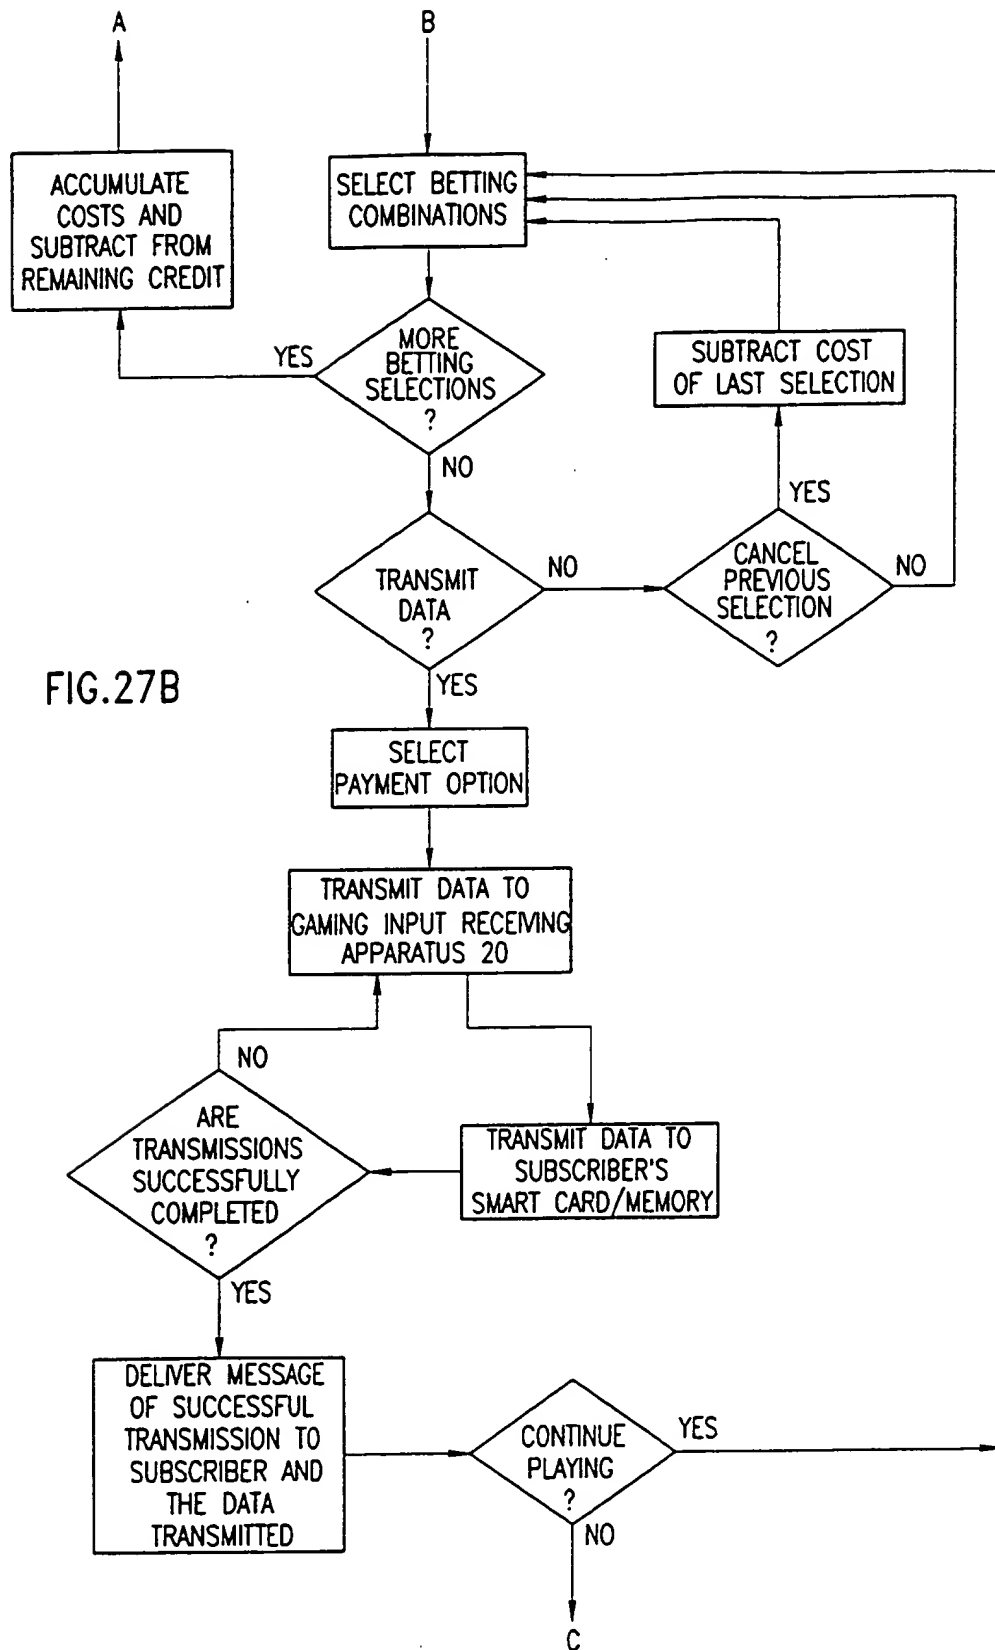 A
B
ACCUMULATE
COSTS AND
SUBTRACT FROM
REMAINING CREDIT
SELECT BETTING
COMBINATIONS
YES
MORE
BETTING
SELECTIONS
?
SUBTRACT COST
OF LAST SELECTION
NO
YES
TRANSMIT
DATA
?
NO
CANCEL
PREVIOUS
SELECTION
?
NO
FIG.27B
YES
SELECT
PAYMENT OPTION
TRANSMIT DATA TO
GAMING INPUT RECEIVING
APPARATUS 20
NO
ARE
TRANSMISSIONS
SUCCESSFULLY
COMPLETED
?
TRANSMIT DATA TO
SUBSCRIBER'S
SMART CARD/MEMORY
YES
DELIVER MESSAGE
OF SUCCESSFUL
TRANSMISSION TO
SUBSCRIBER AND
THE DATA
TRANSMITTED
CONTINUE
PLAYING
?
YES
NO
C